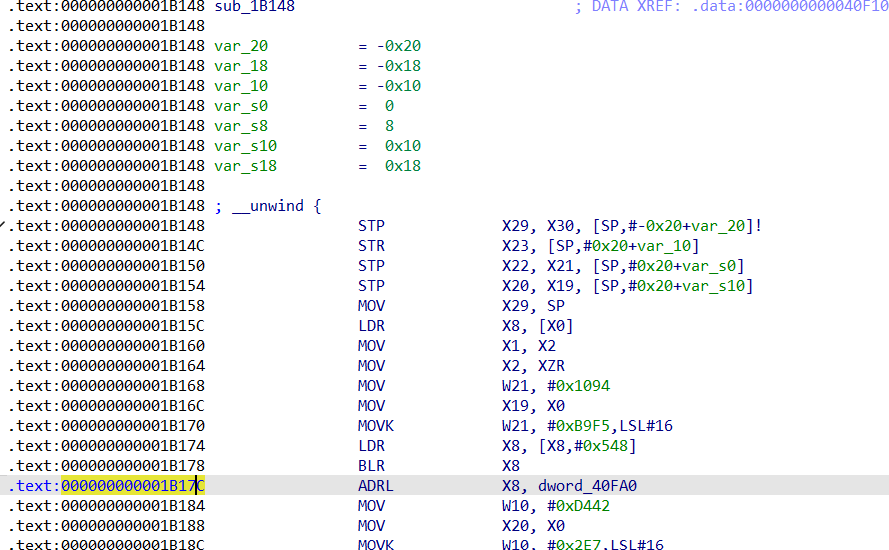 .text:000000000001B148 sub_1B148 ; DATA XREF: .data:0000000000040F10
.text:000000000001B148
.text:000000000001B148 var_20 = -0x20
.text:000000000001B148 var_18 = -0x18
.text:000000000001B148 var_10 = -0x10
.text:000000000001B148 var_s0 = 0
.text:000000000001B148 var_s8 = 8
.text:000000000001B148 var_s10 = 0x10
.text:000000000001B148 var_s18 = 0x18
.text:000000000001B148
.text:000000000001B148 ; __unwind {
.text:000000000001B148 STP X29, X30, [SP,#-0x20+var_20]!
.text:000000000001B14C STR X23, [SP,#0x20+var_10]
.text:000000000001B150 STP X22, X21, [SP,#0x20+var_s0]
.text:000000000001B154 STP X20, X19, [SP,#0x20+var_s10]
.text:000000000001B158 MOV X29, SP
.text:000000000001B15C LDR X8, [X0]
.text:000000000001B160 MOV X1, X2
.text:000000000001B164 MOV X2, XZR
.text:000000000001B168 MOV W21, #0x1094
.text:000000000001B16C MOV X19, X0
.text:000000000001B170 MOVK W21, #0xB9F5,LSL#16
.text:000000000001B174 LDR X8, [X8,#0x548]
.text:000000000001B178 BLR X8
.text:000000000001B17C ADRL X8, dword_40FA0
.text:000000000001B184 MOV W10, #0xD442
.text:000000000001B188 MOV X20, X0
.text:000000000001B18C MOVK W10, #0x2E7,LSL#16